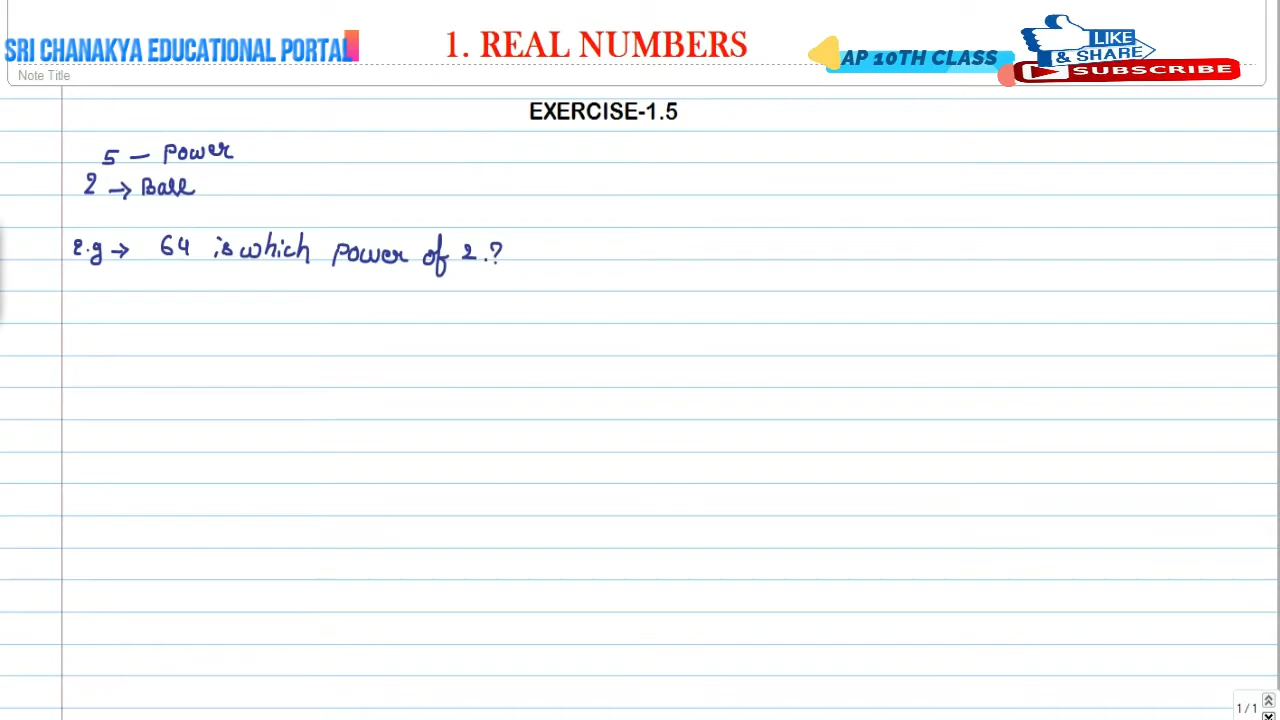 SRI CHANAKYA EDUCATIONAL PORTAL
1. REAL NUMBERS
AP 10TH CLASS
LIKE
& SHARE
SUBSCRIBE
Note Title
EXERCISE-1.5
5 — Power
2 → Base
e.g → 64 is which power of 2.?
1/1